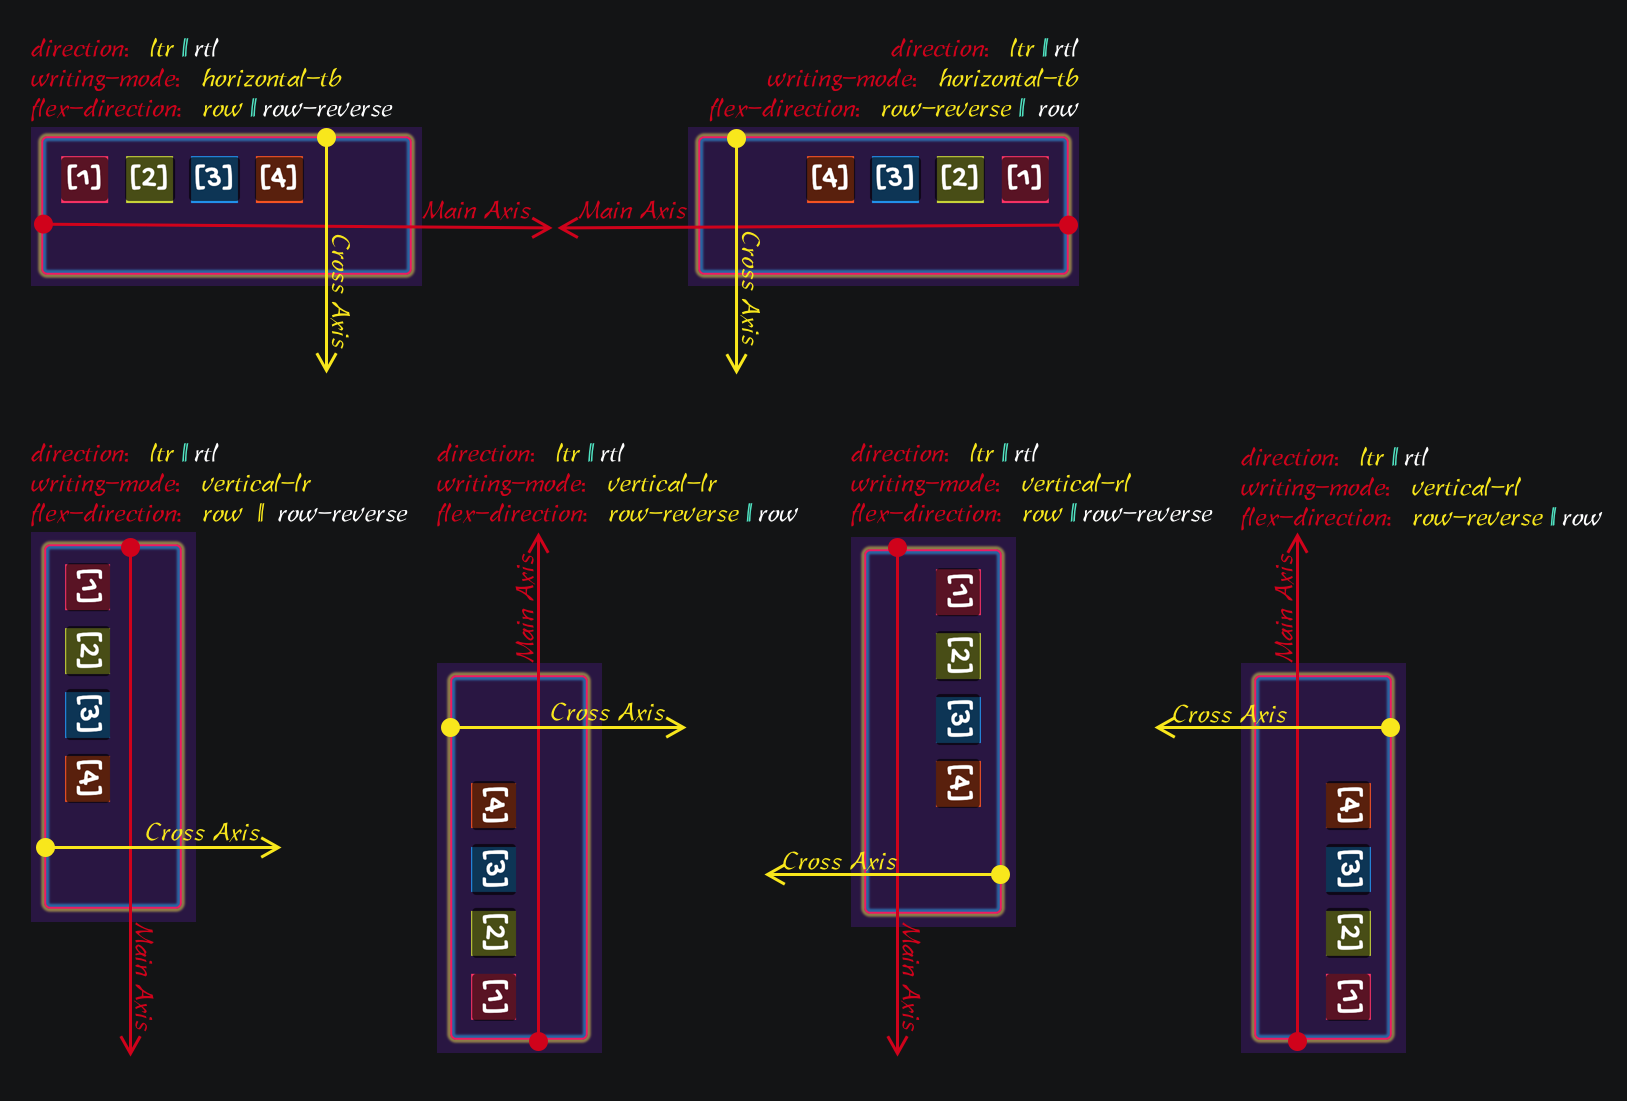 direction: ltr || rtl
writing-mode: horizontal-tb
flex-direction: row || row-reverse
[1] [2] [3] [4]
Main Axis
Cross Axis
direction: ltr || rtl
writing-mode: horizontal-tb
flex-direction: row-reverse || row
[4] [3] [2] [1]
Main Axis
Cross Axis
direction: ltr || rtl
writing-mode: vertical-lr
flex-direction: row || row-reverse
[1]
[2]
[3]
[4]
Cross Axis
Main Axis
direction: ltr || rtl
writing-mode: vertical-lr
flex-direction: row-reverse || row
Main Axis
Cross Axis
[4]
[3]
[2]
[1]
direction: ltr || rtl
writing-mode: vertical-rl
flex-direction: row || row-reverse
[1]
[2]
[3]
[4]
Cross Axis
Main Axis
direction: ltr || rtl
writing-mode: vertical-rl
flex-direction: row-reverse || row
Main Axis
Cross Axis
[4]
[3]
[2]
[1]